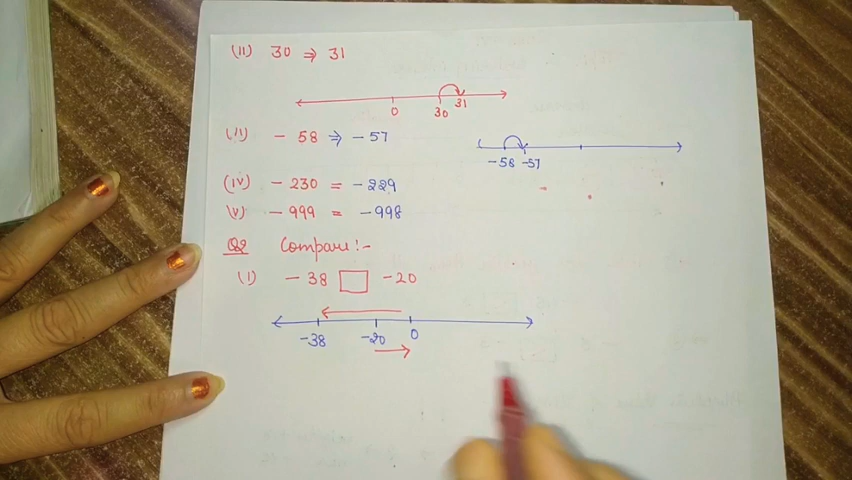 (II) 30 ⇒ 31
0 30 31
(II) - 58 ⇒ -57
-58 -57
(IV) - 230 = -229
(V) - 999 = -998
Q2 Compare:-
(I) - 38 □ -20
-38 -20 0